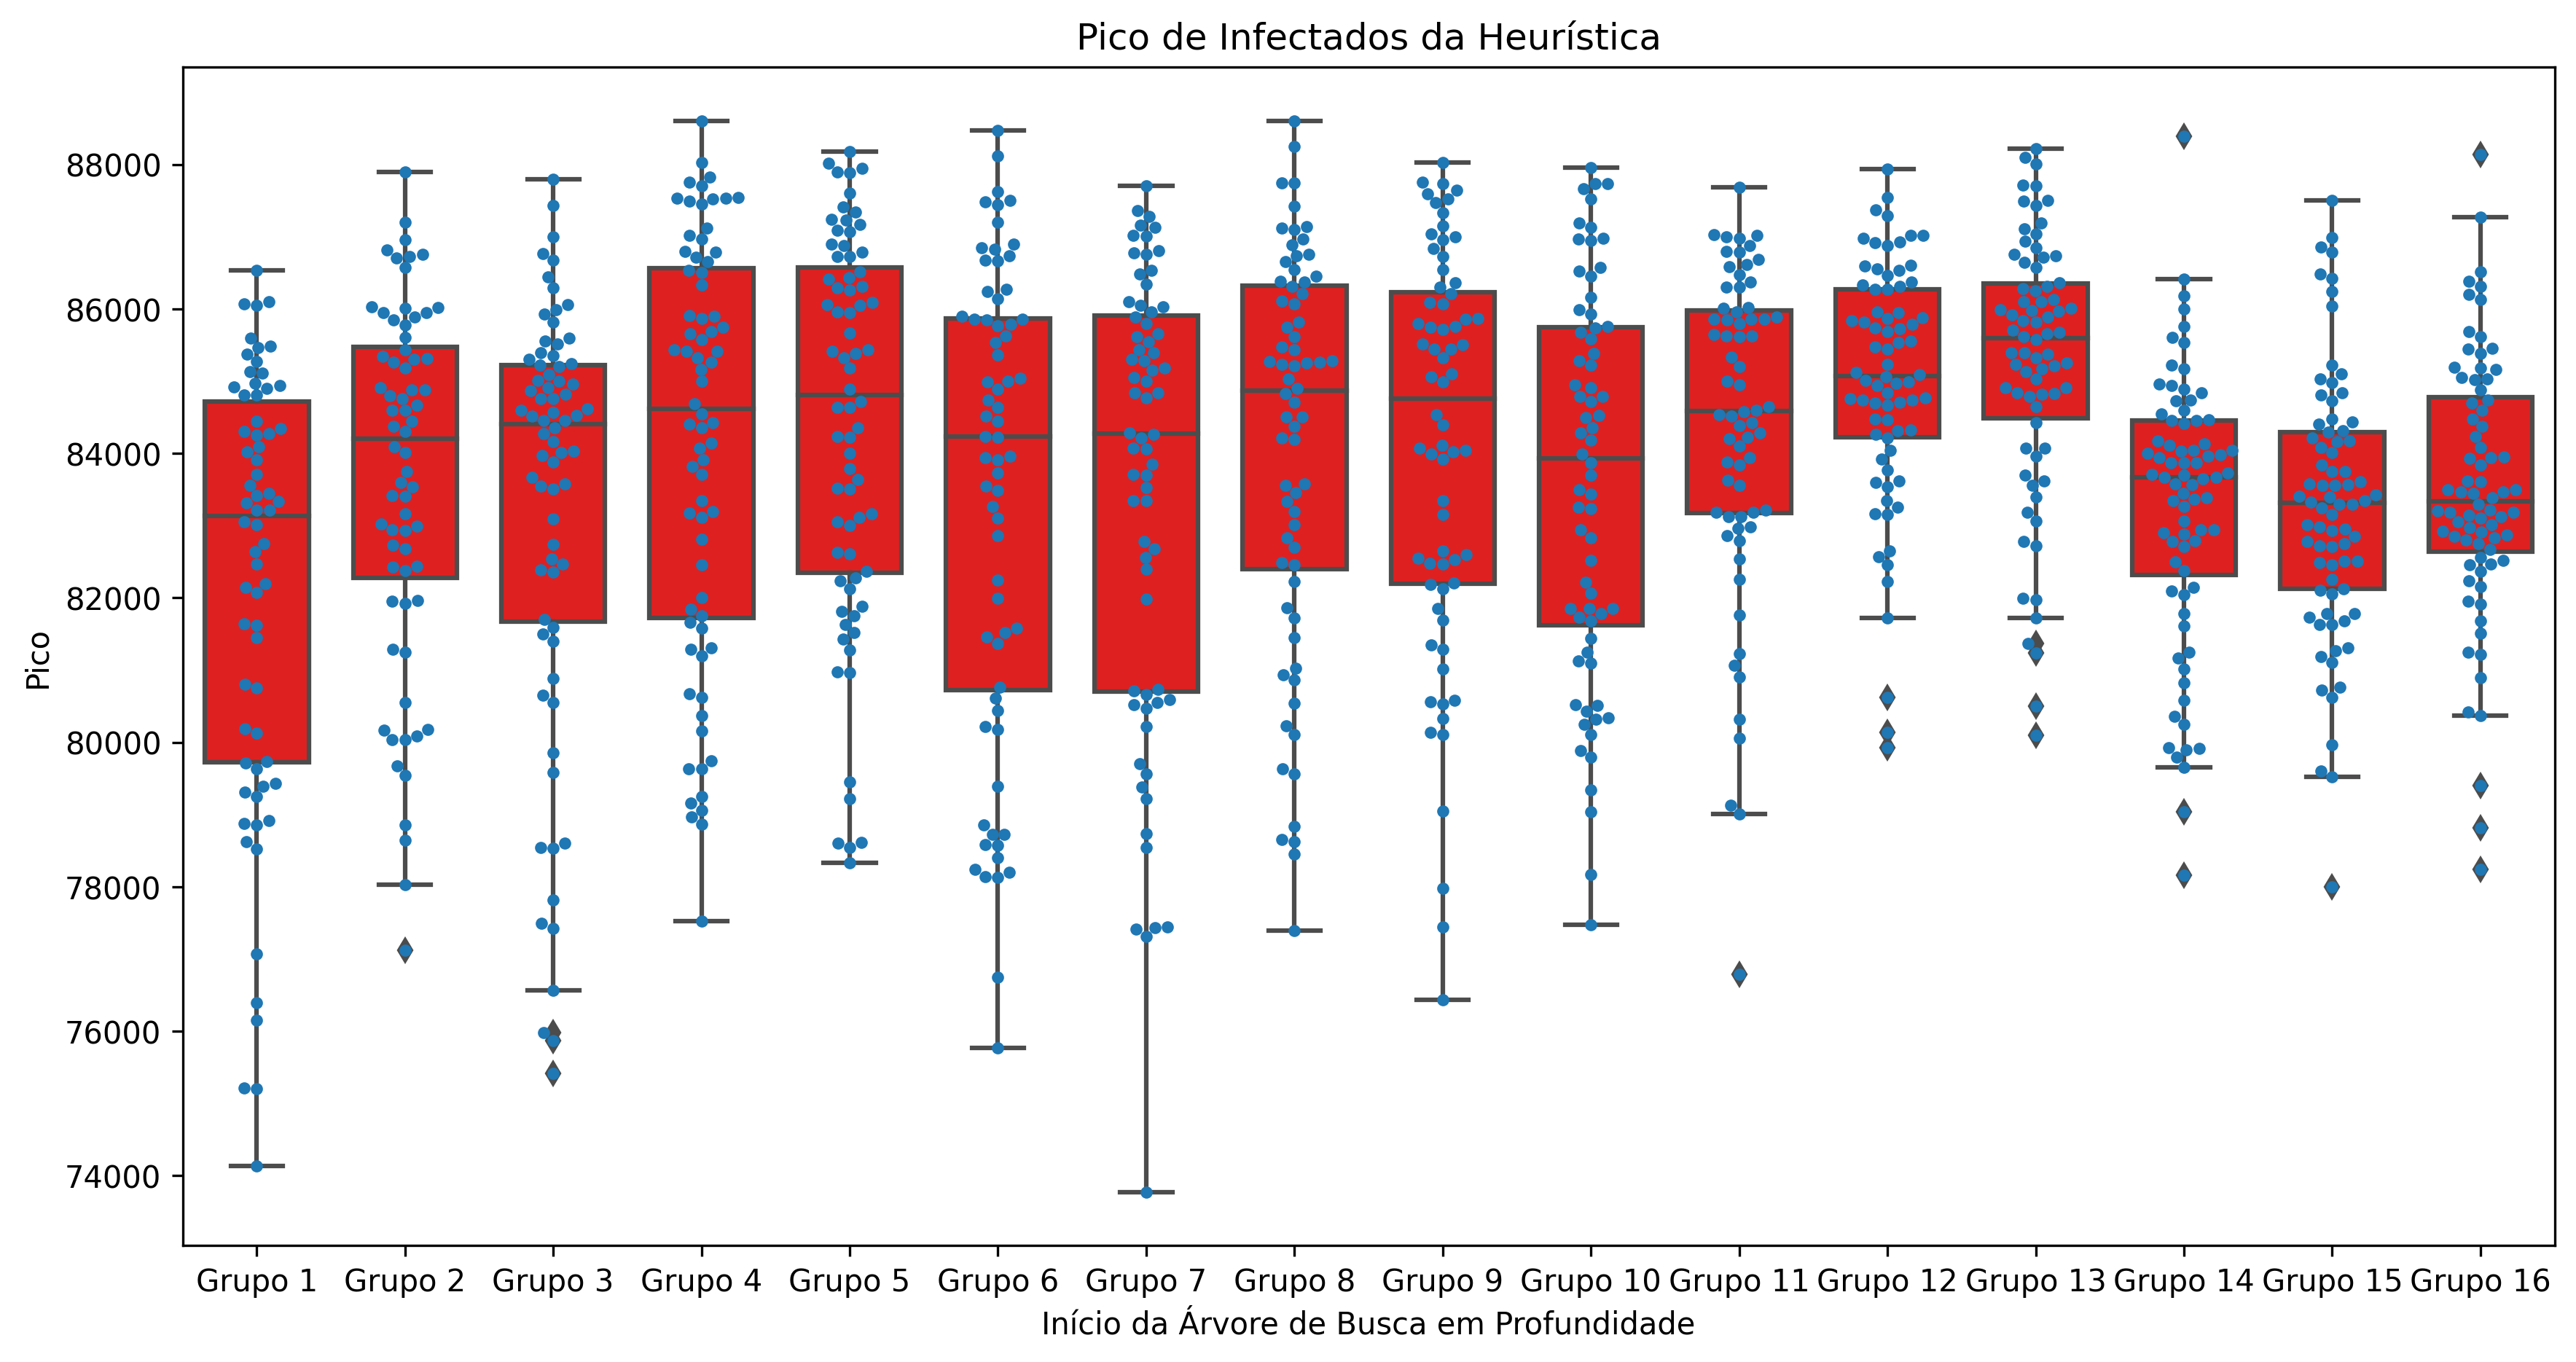 Pico de Infectados da Heurística
88000
86000
84000
82000
80000
78000
76000
74000
Pico
Grupo 1 Grupo 2 Grupo 3 Grupo 4 Grupo 5 Grupo 6 Grupo 7 Grupo 8 Grupo 9 Grupo 10 Grupo 11 Grupo 12 Grupo 13 Grupo 14 Grupo 15 Grupo 16
Início da Árvore de Busca em Profundidade